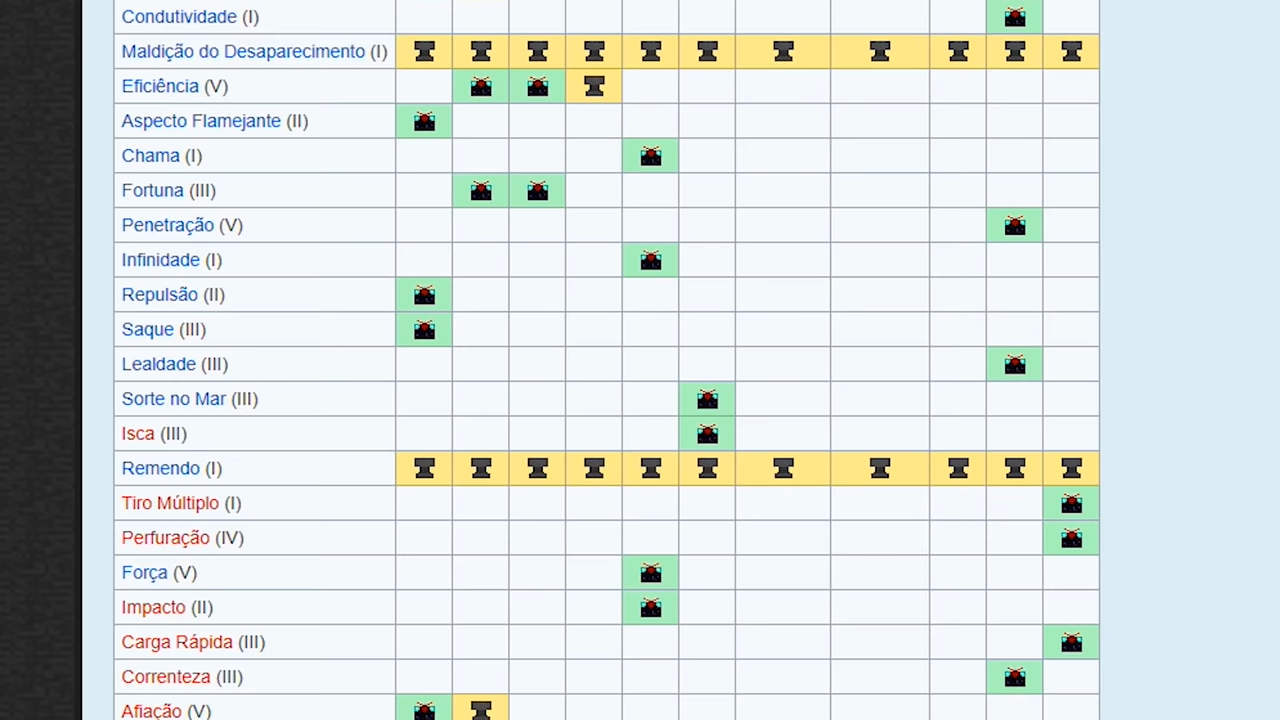 Condutividade (I)
Maldição do Desaparecimento (I)
Eficiência (V)
Aspecto Flamejante (II)
Chama (I)
Fortuna (III)
Penetração (V)
Infinidade (I)
Repulsão (II)
Saque (III)
Lealdade (III)
Sorte no Mar (III)
Isca (III)
Remendo (I)
Tiro Múltiplo (I)
Perfuração (IV)
Força (V)
Impacto (II)
Carga Rápida (III)
Correnteza (III)
Afiação (V)